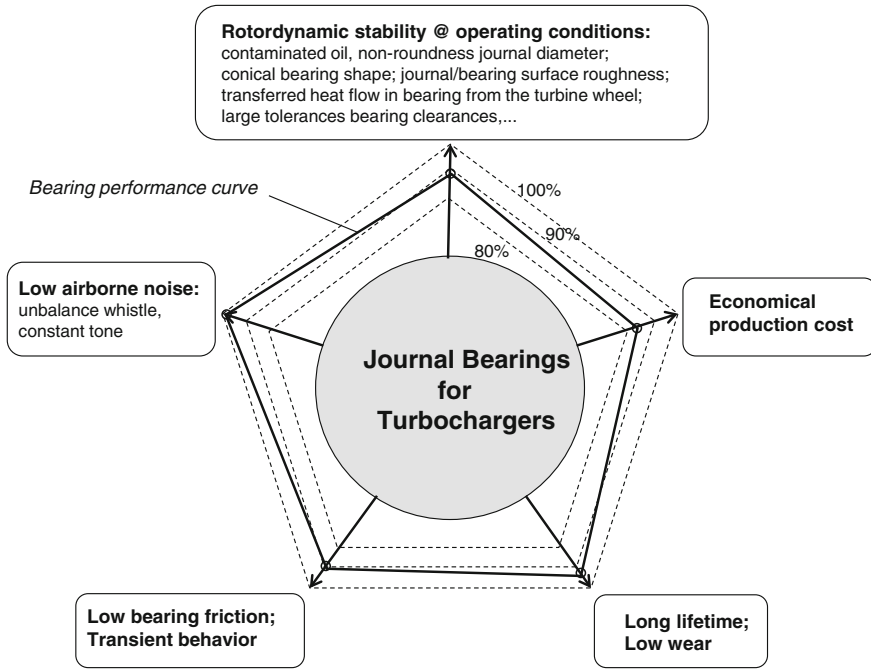 Rotordynamic stability @ operating conditions:
contaminated oil, non-roundness journal diameter;
conical bearing shape; journal/bearing surface roughness;
transferred heat flow in bearing from the turbine wheel;
large tolerances bearing clearances,...
Bearing performance curve
100%
90%
80%
Low airborne noise:
unbalance whistle,
constant tone
Economical
production cost
Journal Bearings
for
Turbochargers
Low bearing friction;
Transient behavior
Long lifetime;
Low wear